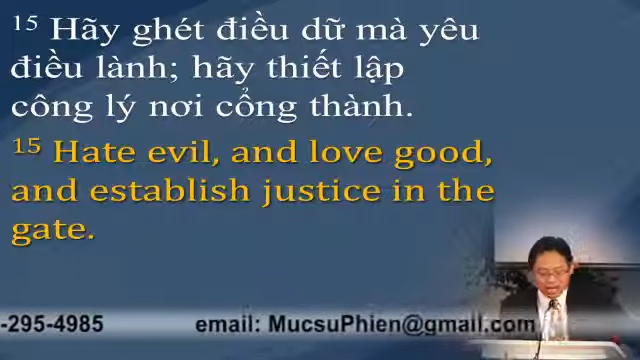 15 Hãy ghét điều dữ mà yêu
điều lành; hãy thiết lập
công lý nơi cổng thành.
15 Hate evil, and love good,
and establish justice in the
gate.
-295-4985 email: MucsuPhien@gmail.com